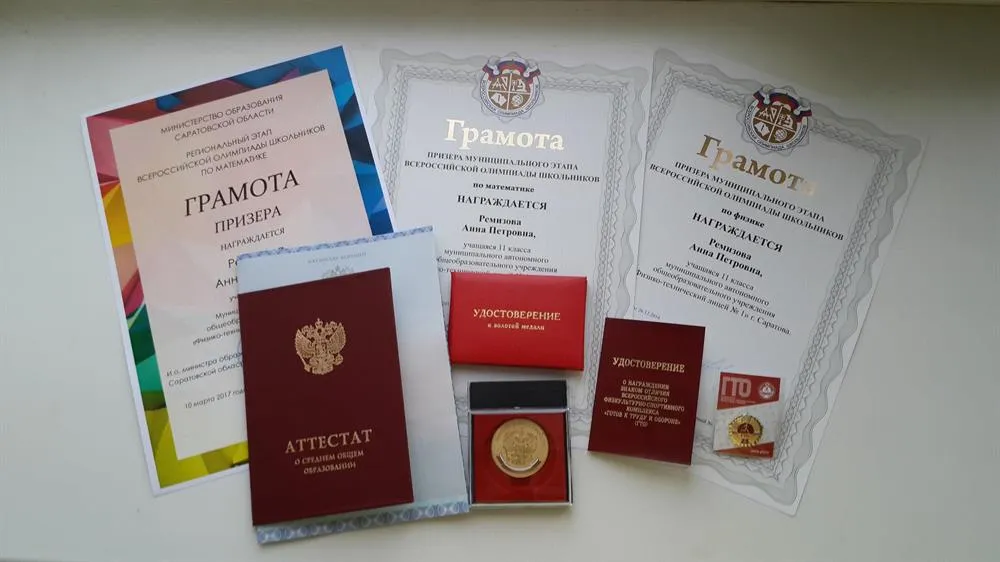 МИНИСТЕРСТВО ОБРАЗОВАНИЯ
САРАТОВСКОЙ ОБЛАСТИ
РЕГИОНАЛЬНЫЙ ЭТАП
ВСЕРОССИЙСКОЙ ОЛИМПИАДЫ ШКОЛЬНИКОВ
ПО МАТЕМАТИКЕ
ГРАМОТА
ПРИЗЕРА
НАГРАЖДАЕТСЯ
И.о. министра
Саратовской
10 марта 2017
Грамота
ПРИЗЕРА МУНИЦИПАЛЬНОГО ЭТАПА
ВСЕРОССИЙСКОЙ ОЛИМПИАДЫ ШКОЛЬНИКОВ
по математике
НАГРАЖДАЕТСЯ
Ремизова
Анна Петровна,
учащаяся 11 класса
муниципального автономного
общеобразовательного учреждения
Грамота
ПРИЗЕРА МУНИЦИПАЛЬНОГО ЭТАПА
ВСЕРОССИЙСКОЙ ОЛИМПИАДЫ ШКОЛЬНИКОВ
по физике
НАГРАЖДАЕТСЯ
Ремизова
Анна Петровна,
учащаяся 11 класса
муниципального автономного
общеобразовательного учреждения
«Физико-технический лицей № 1» г. Саратова
АТТЕСТАТ
О СРЕДНЕМ ОБЩЕМ
ОБРАЗОВАНИИ
УДОСТОВЕРЕНИЕ
к золотой медали
УДОСТОВЕРЕНИЕ
О НАГРАЖДЕНИИ
ЗНАКОМ ОТЛИЧИЯ
ВСЕРОССИЙСКОГО
ФИЗКУЛЬТУРНО-СПОРТИВНОГО
КОМПЛЕКСА
«ГОТОВ К ТРУДУ И ОБОРОНЕ»
(ГТО)
ГТО